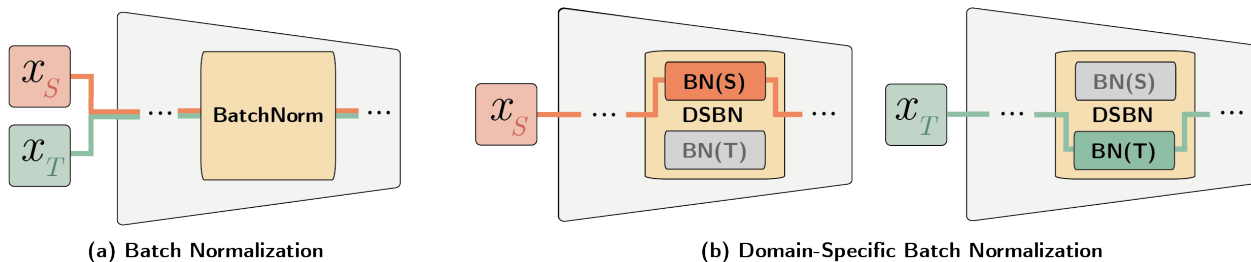 x_S
x_T
...
BatchNorm
...
(a) Batch Normalization
x_S
...
BN(S)
DSBN
BN(T)
...
x_T
...
BN(S)
DSBN
BN(T)
...
(b) Domain-Specific Batch Normalization